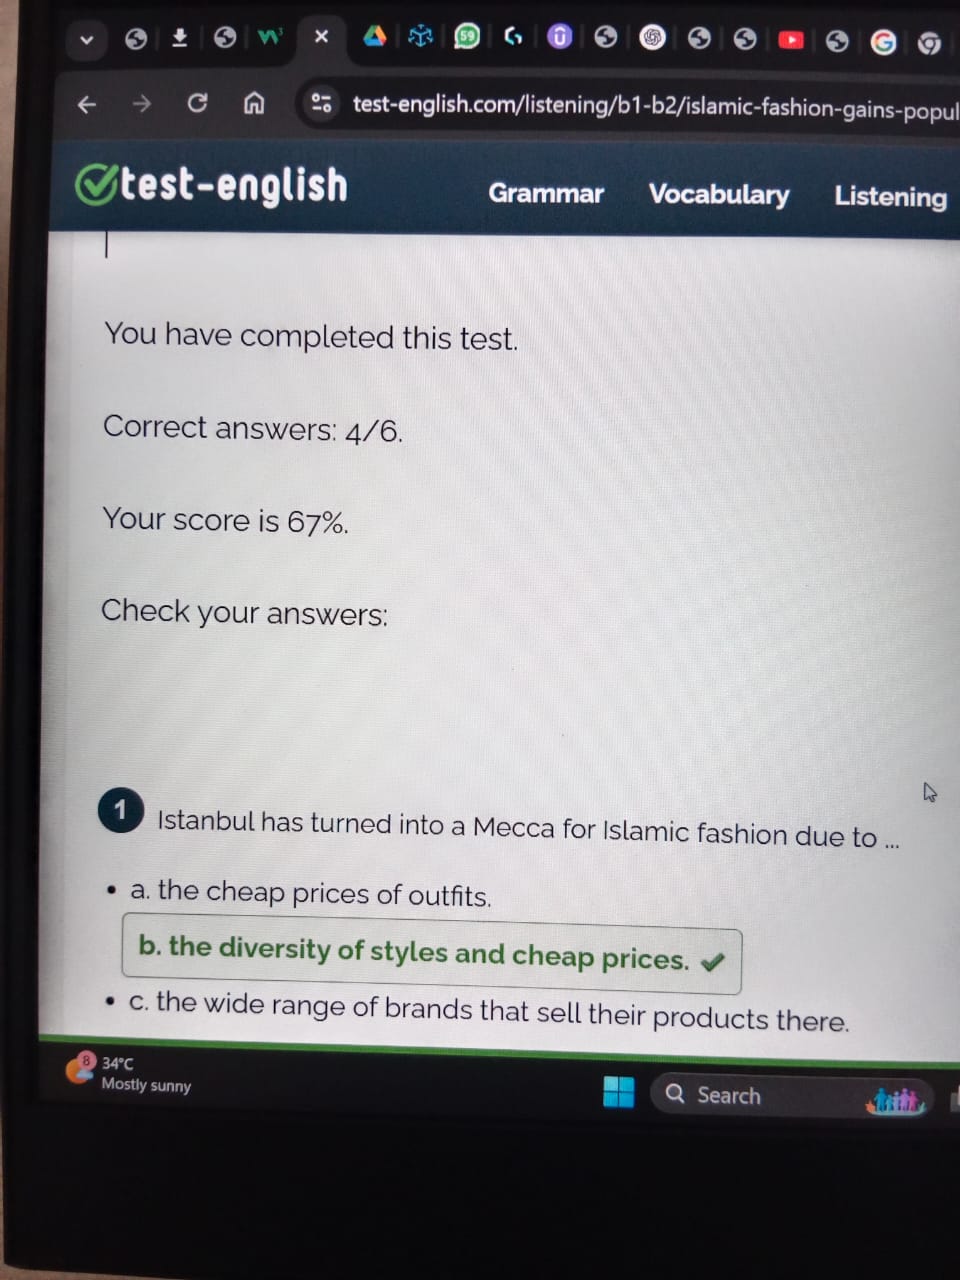 59
test-english.com/listening/b1-b2/islamic-fashion-gains-popul
test-english
Grammar
Vocabulary
Listening
You have completed this test.
Correct answers: 4/6.
Your score is 67%.
Check your answers:
1 Istanbul has turned into a Mecca for Islamic fashion due to ...
• a. the cheap prices of outfits.
b. the diversity of styles and cheap prices.
• c. the wide range of brands that sell their products there.
8
34°C
Mostly sunny
Search